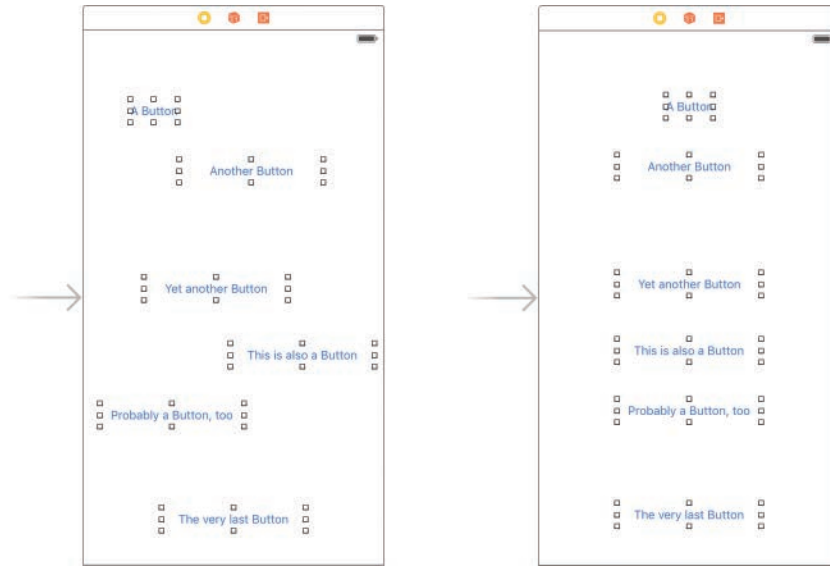 A Button
Another Button
Yet another Button
This is also a Button
Probably a Button, too
The very last Button
A Button
Another Button
Yet another Button
This is also a Button
Probably a Button, too
The very last Button